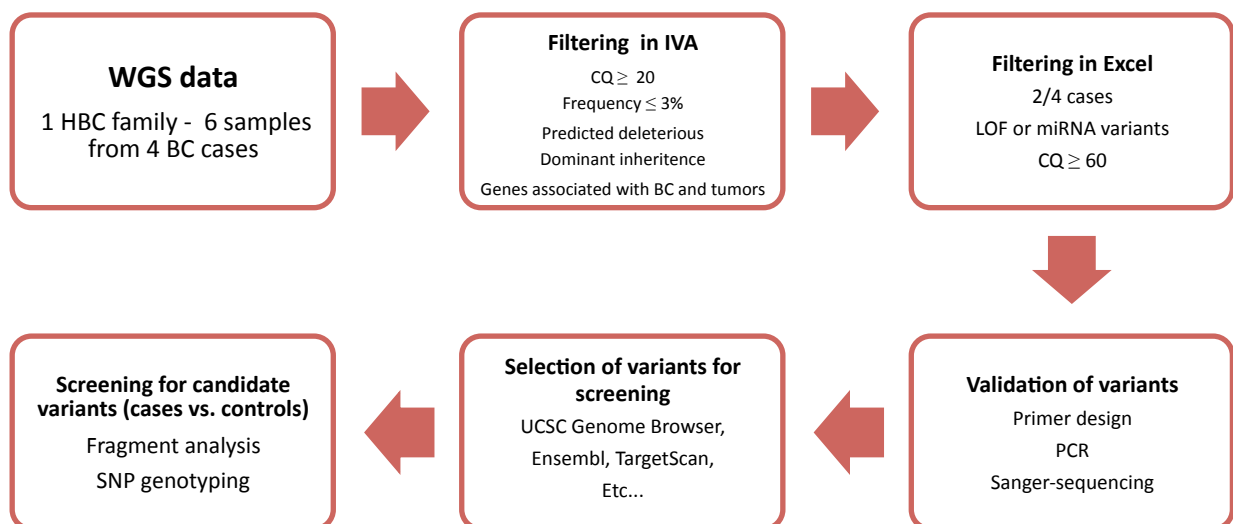 WGS data
1 HBC family - 6 samples
from 4 BC cases
Filtering in IVA
CQ ≥ 20
Frequency ≤ 3%
Predicted deleterious
Dominant inheritence
Genes associated with BC and tumors
Filtering in Excel
2/4 cases
LOF or miRNA variants
CQ ≥ 60
Validation of variants
Primer design
PCR
Sanger-sequencing
Selection of variants for
screening
UCSC Genome Browser,
Ensembl, TargetScan,
Etc...
Screening for candidate
variants (cases vs. controls)
Fragment analysis
SNP genotyping